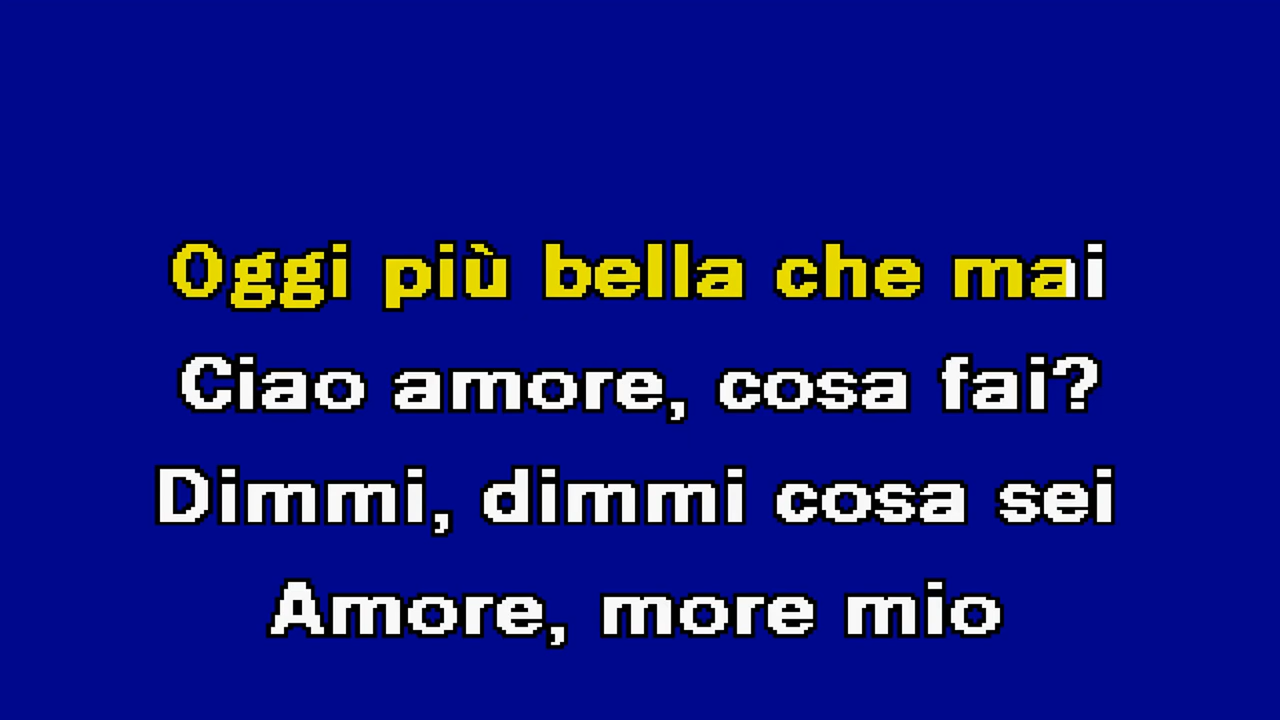 Oggi più bella che mai
Ciao amore, cosa fai?
Dimmi, dimmi cosa sei
Amore, more mio